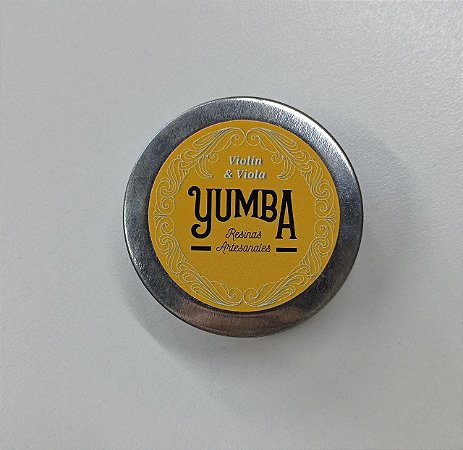 Violín
& Viola
YUMBA
Resinas
Artesanales